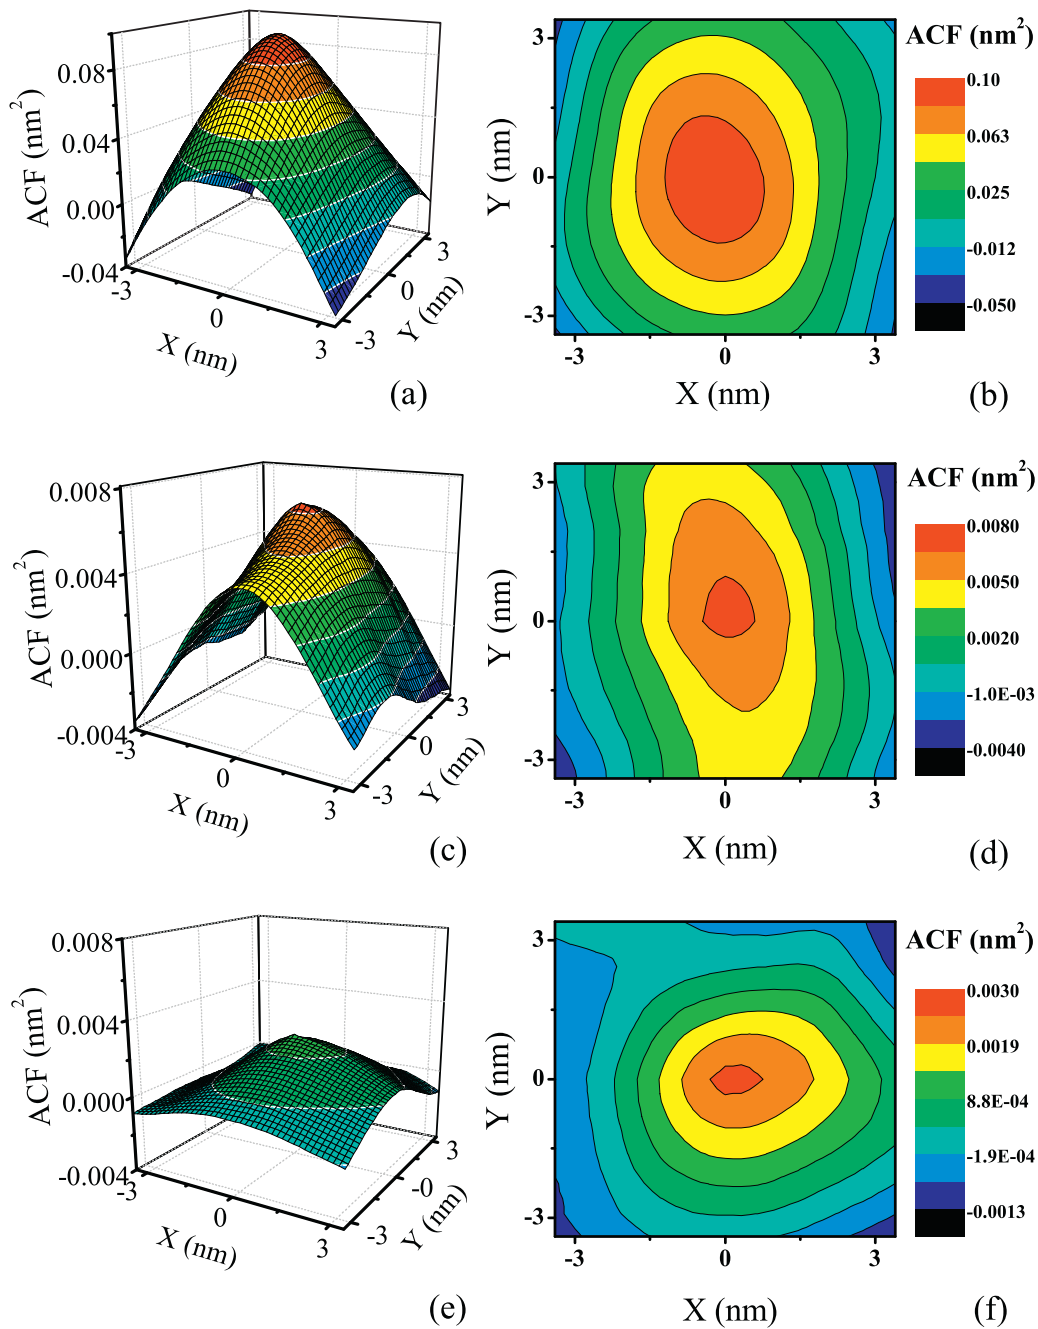 0.08
0.04
0.00
-0.04
ACF (nm²)
-3
0
3
X (nm)
-3
0
3
Y (nm)
(a)
3
0
-3
Y (nm)
-3
0
3
X (nm)
ACF (nm²)
0.10
0.063
0.025
-0.012
-0.050
(b)
0.008
0.004
0.000
-0.004
ACF (nm²)
-3
0
3
X (nm)
-3
0
3
Y (nm)
(c)
3
0
-3
Y (nm)
-3
0
3
X (nm)
ACF (nm²)
0.0080
0.0050
0.0020
-1.0E-03
-0.0040
(d)
0.008
0.004
0.000
-0.004
ACF (nm²)
-3
0
3
X (nm)
-3
-0
3
Y (nm)
(e)
3
0
-3
Y (nm)
-3
0
3
X (nm)
ACF (nm²)
0.0030
0.0019
8.8E-04
-1.9E-04
-0.0013
(f)